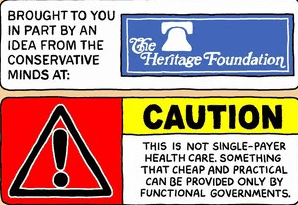 BROUGHT TO YOU
IN PART BY AN
IDEA FROM THE
CONSERVATIVE
MINDS AT:
The
Heritage Foundation
CAUTION
THIS IS NOT SINGLE-PAYER
HEALTH CARE. SOMETHING
THAT CHEAP AND PRACTICAL
CAN BE PROVIDED ONLY BY
FUNCTIONAL GOVERNMENTS.